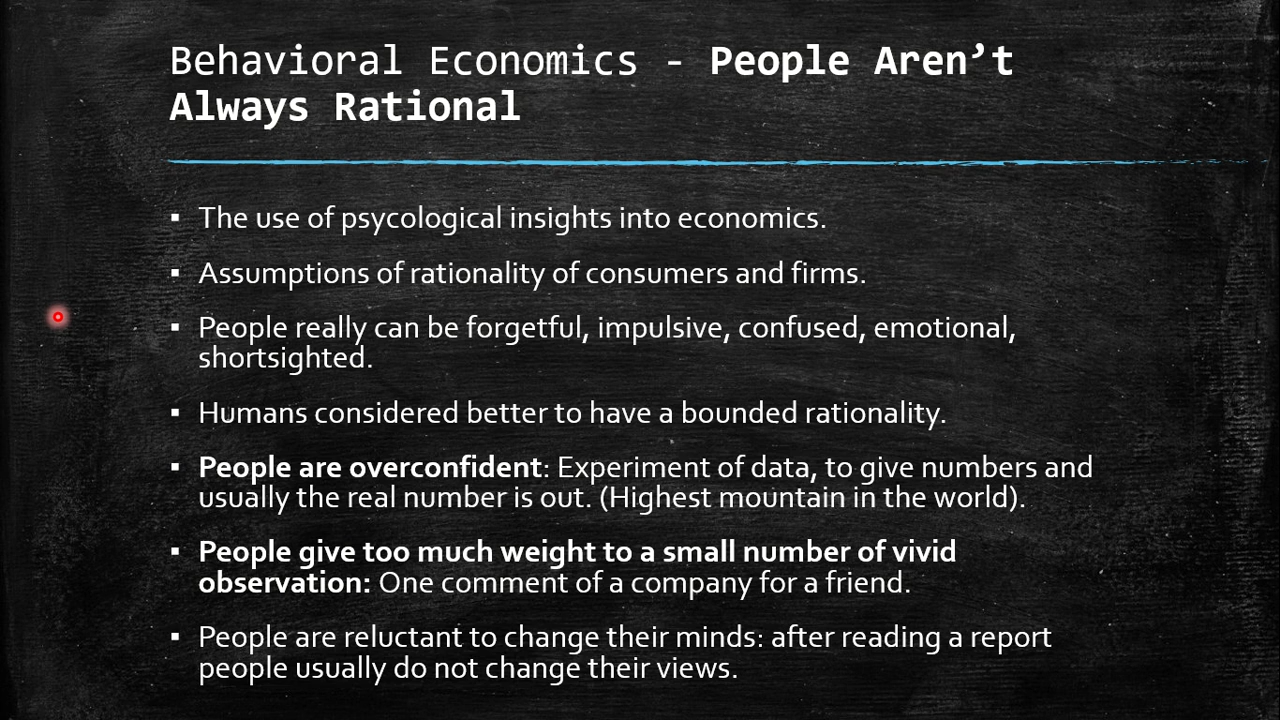 Behavioral Economics - People Aren’t
Always Rational
▪ The use of psycological insights into economics.
▪ Assumptions of rationality of consumers and firms.
▪ People really can be forgetful, impulsive, confused, emotional,
shortsighted.
▪ Humans considered better to have a bounded rationality.
▪ People are overconfident: Experiment of data, to give numbers and
usually the real number is out. (Highest mountain in the world).
▪ People give too much weight to a small number of vivid
observation: One comment of a company for a friend.
▪ People are reluctant to change their minds: after reading a report
people usually do not change their views.